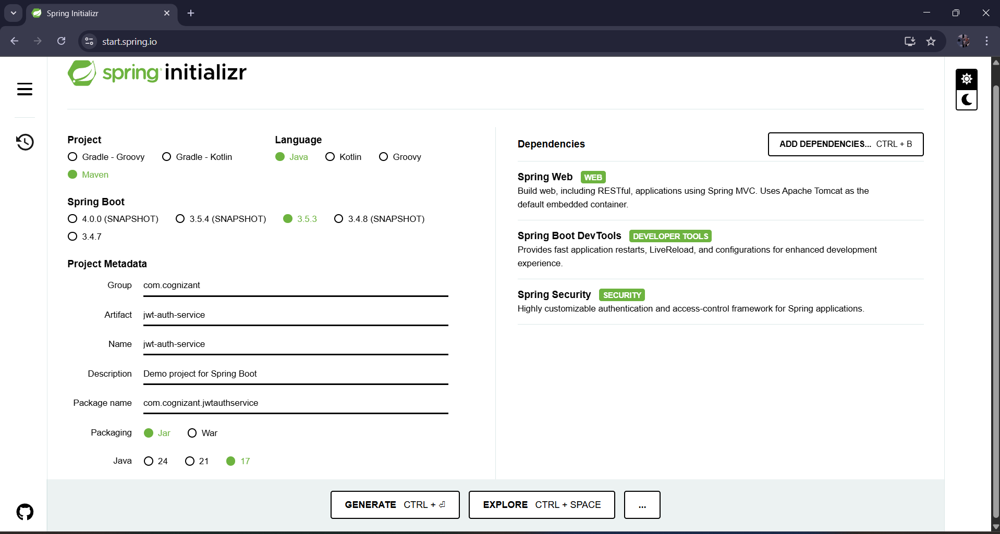 Spring Initializr
start.spring.io
spring initializr
Project
Gradle - Groovy
Gradle - Kotlin
Maven
Language
Java
Kotlin
Groovy
Spring Boot
4.0.0 (SNAPSHOT)
3.5.4 (SNAPSHOT)
3.5.3
3.4.8 (SNAPSHOT)
3.4.7
Project Metadata
Group com.cognizant
Artifact jwt-auth-service
Name jwt-auth-service
Description Demo project for Spring Boot
Package name com.cognizant.jwtauthservice
Packaging Jar War
Java 24 21 17
Dependencies
ADD DEPENDENCIES... CTRL + B
Spring Web WEB
Build web, including RESTful, applications using Spring MVC. Uses Apache Tomcat as the
default embedded container.
Spring Boot DevTools DEVELOPER TOOLS
Provides fast application restarts, LiveReload, and configurations for enhanced development
experience.
Spring Security SECURITY
Highly customizable authentication and access-control framework for Spring applications.
GENERATE CTRL + ⏎
EXPLORE CTRL + SPACE
...